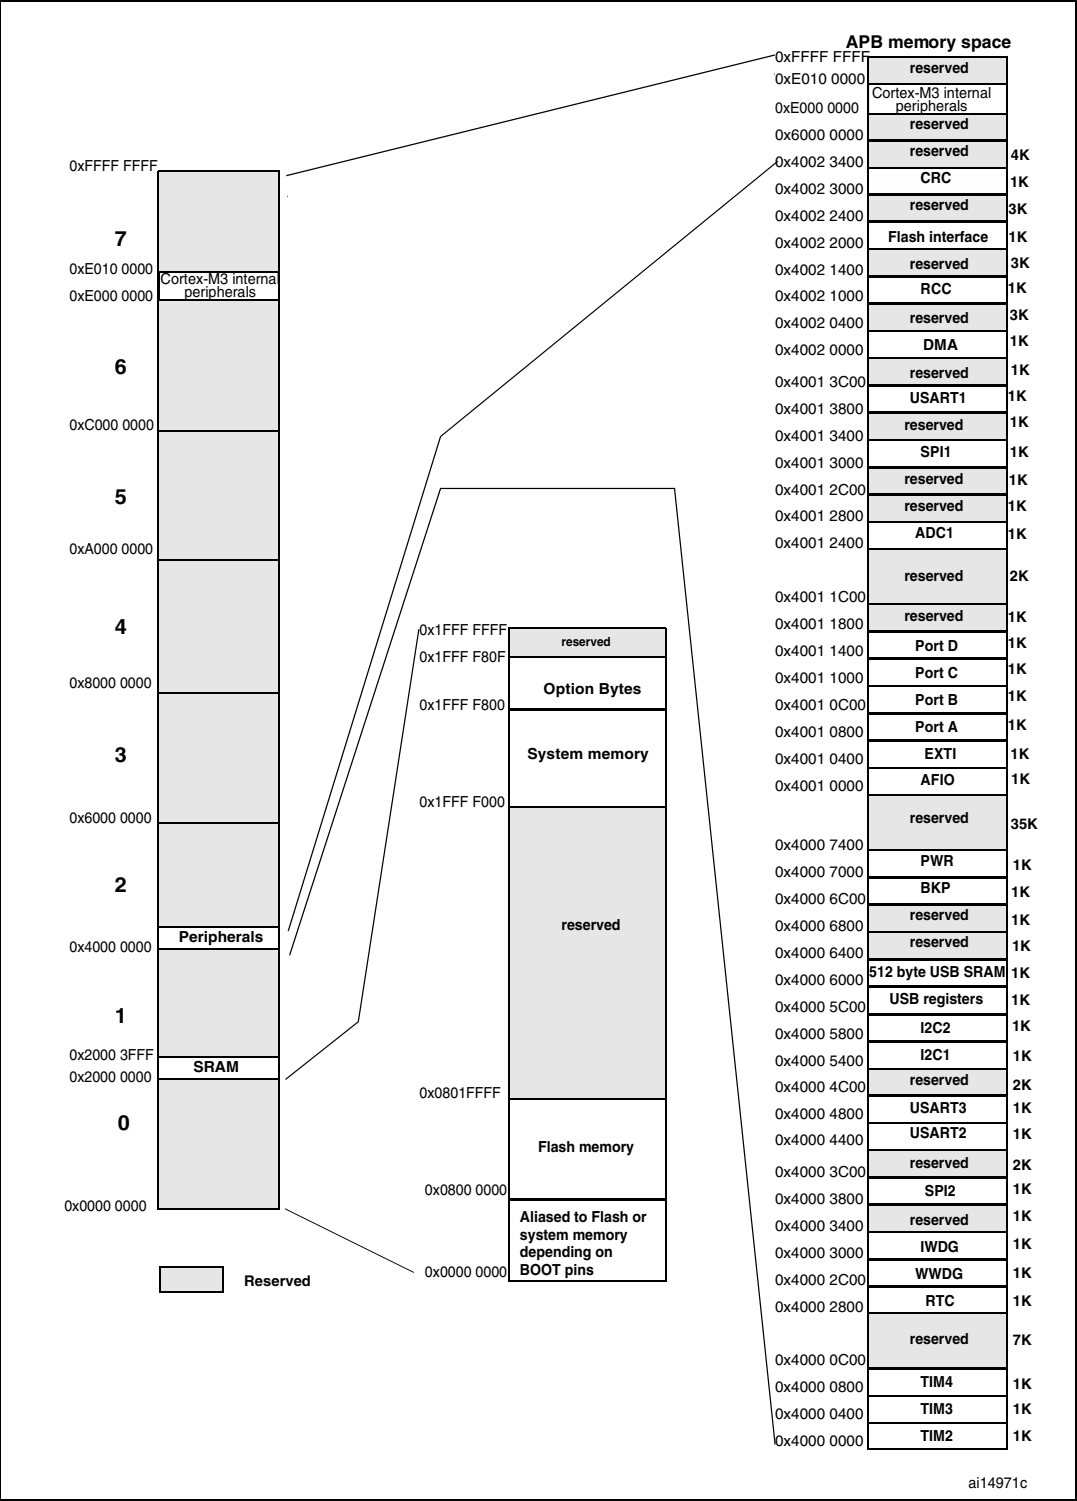 0xFFFF FFFF
7
0xE010 0000
Cortex-M3 internal
peripherals
0xE000 0000
6
0xC000 0000
5
0xA000 0000
4
0x8000 0000
3
0x6000 0000
2
Peripherals
0x4000 0000
1
0x2000 3FFF
SRAM
0x2000 0000
0
0x0000 0000
Reserved
0x1FFF FFFF
reserved
0x1FFF F80F
Option Bytes
0x1FFF F800
System memory
0x1FFF F000
reserved
0x0801FFFF
Flash memory
0x0800 0000
Aliased to Flash or
system memory
depending on
BOOT pins
0x0000 0000
APB memory space
0xFFFF FFFF
reserved
0xE010 0000
Cortex-M3 internal
peripherals
0xE000 0000
reserved
0x6000 0000
reserved 4K
0x4002 3400
CRC 1K
0x4002 3000
reserved 3K
0x4002 2400
Flash interface 1K
0x4002 2000
reserved 3K
0x4002 1400
RCC 1K
0x4002 1000
reserved 3K
0x4002 0400
DMA 1K
0x4002 0000
reserved 1K
0x4001 3C00
USART1 1K
0x4001 3800
reserved 1K
0x4001 3400
SPI1 1K
0x4001 3000
reserved 1K
0x4001 2C00
reserved 1K
0x4001 2800
ADC1 1K
0x4001 2400
reserved 2K
0x4001 1C00
reserved 1K
0x4001 1800
Port D 1K
0x4001 1400
Port C 1K
0x4001 1000
Port B 1K
0x4001 0C00
Port A 1K
0x4001 0800
EXTI 1K
0x4001 0400
AFIO 1K
0x4001 0000
reserved 35K
0x4000 7400
PWR 1K
0x4000 7000
BKP 1K
0x4000 6C00
reserved 1K
0x4000 6800
reserved 1K
0x4000 6400
512 byte USB SRAM 1K
0x4000 6000
USB registers 1K
0x4000 5C00
I2C2 1K
0x4000 5800
I2C1 1K
0x4000 5400
reserved 2K
0x4000 4C00
USART3 1K
0x4000 4800
USART2 1K
0x4000 4400
reserved 2K
0x4000 3C00
SPI2 1K
0x4000 3800
reserved 1K
0x4000 3400
IWDG 1K
0x4000 3000
WWDG 1K
0x4000 2C00
RTC 1K
0x4000 2800
reserved 7K
0x4000 0C00
TIM4 1K
0x4000 0800
TIM3 1K
0x4000 0400
TIM2 1K
0x4000 0000
ai14971c